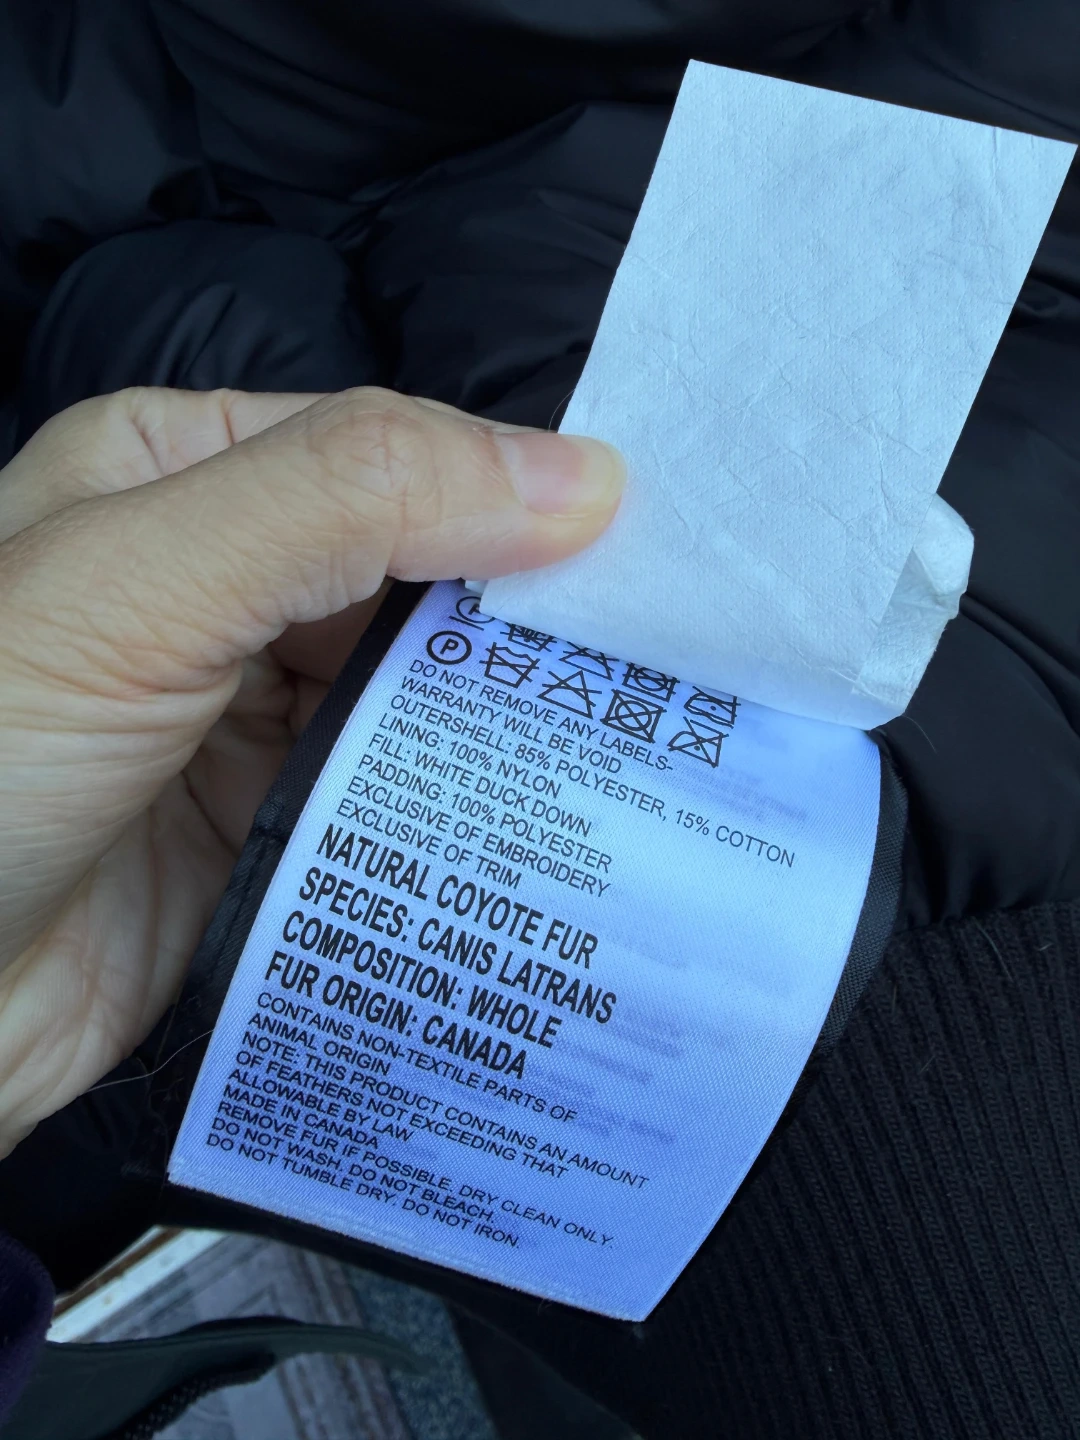 P
DO NOT REMOVE ANY LABELS-
WARRANTY WILL BE VOID
OUTERSHELL: 85% POLYESTER, 15% COTTON
LINING: 100% NYLON
FILL: WHITE DUCK DOWN
PADDING: 100% POLYESTER
EXCLUSIVE OF EMBROIDERY
EXCLUSIVE OF TRIM
NATURAL COYOTE FUR
SPECIES: CANIS LATRANS
COMPOSITION: WHOLE
FUR ORIGIN: CANADA
CONTAINS NON-TEXTILE PARTS OF
ANIMAL ORIGIN
NOTE: THIS PRODUCT CONTAINS AN AMOUNT
OF FEATHERS NOT EXCEEDING THAT
ALLOWABLE BY LAW
MADE IN CANADA
REMOVE FUR IF POSSIBLE, DRY CLEAN ONLY.
DO NOT WASH, DO NOT BLEACH,
DO NOT TUMBLE DRY, DO NOT IRON.